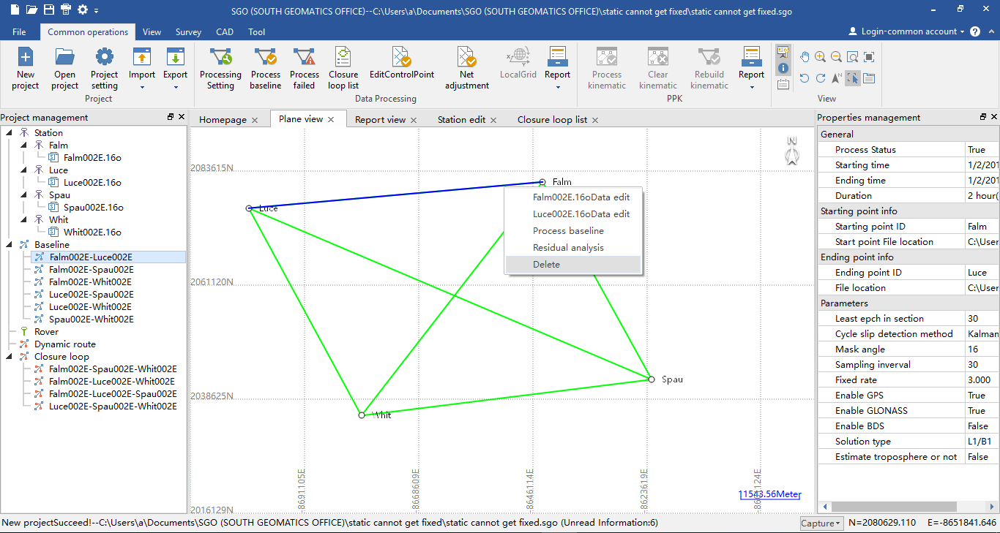 SGO (SOUTH GEOMATICS OFFICE)--C:\Users\a\Documents\SGO (SOUTH GEOMATICS OFFICE)\static cannot get fixed\static cannot get fixed.sgo
File Common operations View Survey CAD Tool Login-common account
New project
Open project
Project setting
Import
Export
Processing Setting
Process baseline
Process failed
Closure loop list
EditControlPoint
Net adjustment
LocalGrid
Report
Process kinematic
Clear kinematic
Rebuild kinematic
Report
Project Data Processing PPK View
Project management
Station
Falm
Falm002E.16o
Luce
Luce002E.16o
Spau
Spau002E.16o
Whit
Whit002E.16o
Baseline
Falm002E-Luce002E
Falm002E-Spau002E
Falm002E-Whit002E
Luce002E-Spau002E
Luce002E-Whit002E
Spau002E-Whit002E
Rover
Dynamic route
Closure loop
Falm002E-Spau002E-Whit002E
Falm002E-Luce002E-Whit002E
Falm002E-Luce002E-Spau002E
Luce002E-Spau002E-Whit002E
Homepage Plane view Report view Station edit Closure loop list
N
2083615N
Falm
Luce
Falm002E.16oData edit
Luce002E.16oData edit
Process baseline
Residual analysis
Delete
2061120N
Spau
2038625N
Whit
-8691105E
-8668609E
-8646114E
-8623619E
11543.56Meter
2016129N
Properties management
General
Process Status True
Starting time 1/2/201
Ending time 1/2/201
Duration 2 hour(
Starting point info
Starting point ID Falm
Start point File location C:\User
Ending point info
Ending point ID Luce
File location C:\User
Parameters
Least epch in section 30
Cycle slip detection method Kalman
Mask angle 16
Sampling inverval 30
Fixed rate 3.000
Enable GPS True
Enable GLONASS True
Enable BDS False
Solution type L1/B1
Estimate troposphere or not False
New projectSucceed!--C:\Users\a\Documents\SGO (SOUTH GEOMATICS OFFICE)\static cannot get fixed\static cannot get fixed.sgo (Unread Information:6)
Capture N=2080629.110 E=-8651841.646